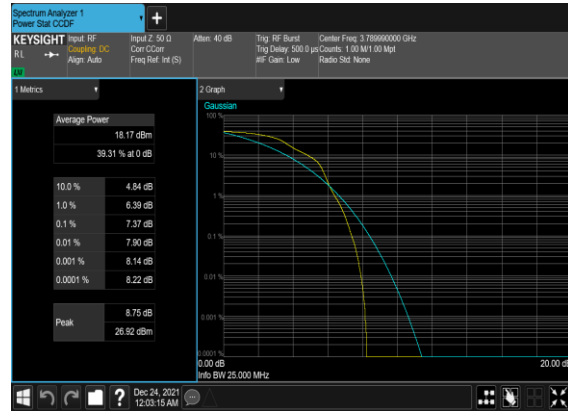 Spectrum Analyzer 1
Power Stat CCDF
KEYSIGHT
RL
Input: RF
Coupling: DC
Align: Auto
Input Z: 50 Ω
Corr CCorr
Freq Ref: Int (S)
Atten: 40 dB
Trig: RF Burst
Trig Delay: 500.0 µs
#IF Gain: Low
Center Freq: 3.789990000 GHz
Counts: 1.00 M/1.00 Mpt
Radio Std: None
LV
1 Metrics
Average Power
18.17 dBm
39.31 % at 0 dB
10.0 % 4.84 dB
1.0 % 6.39 dB
0.1 % 7.37 dB
0.01 % 7.90 dB
0.001 % 8.14 dB
0.0001 % 8.22 dB
Peak
8.75 dB
26.92 dBm
2 Graph
Gaussian
100 %
10 %
1 %
0.1 %
0.01 %
0.001 %
0.0001 %
0.00 dB
20.00 dB
Info BW 25.000 MHz
?
Dec 24, 2021
12:03:15 AM